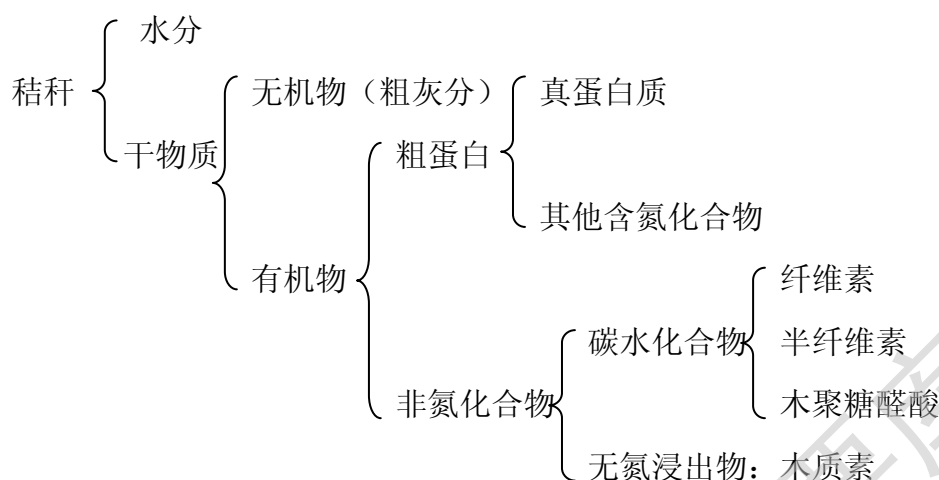 水分
秸秆
无机物（粗灰分）
真蛋白质
干物质
粗蛋白
其他含氮化合物
有机物
纤维素
碳水化合物
半纤维素
非氮化合物
木聚糖醛酸
无氮浸出物：木质素